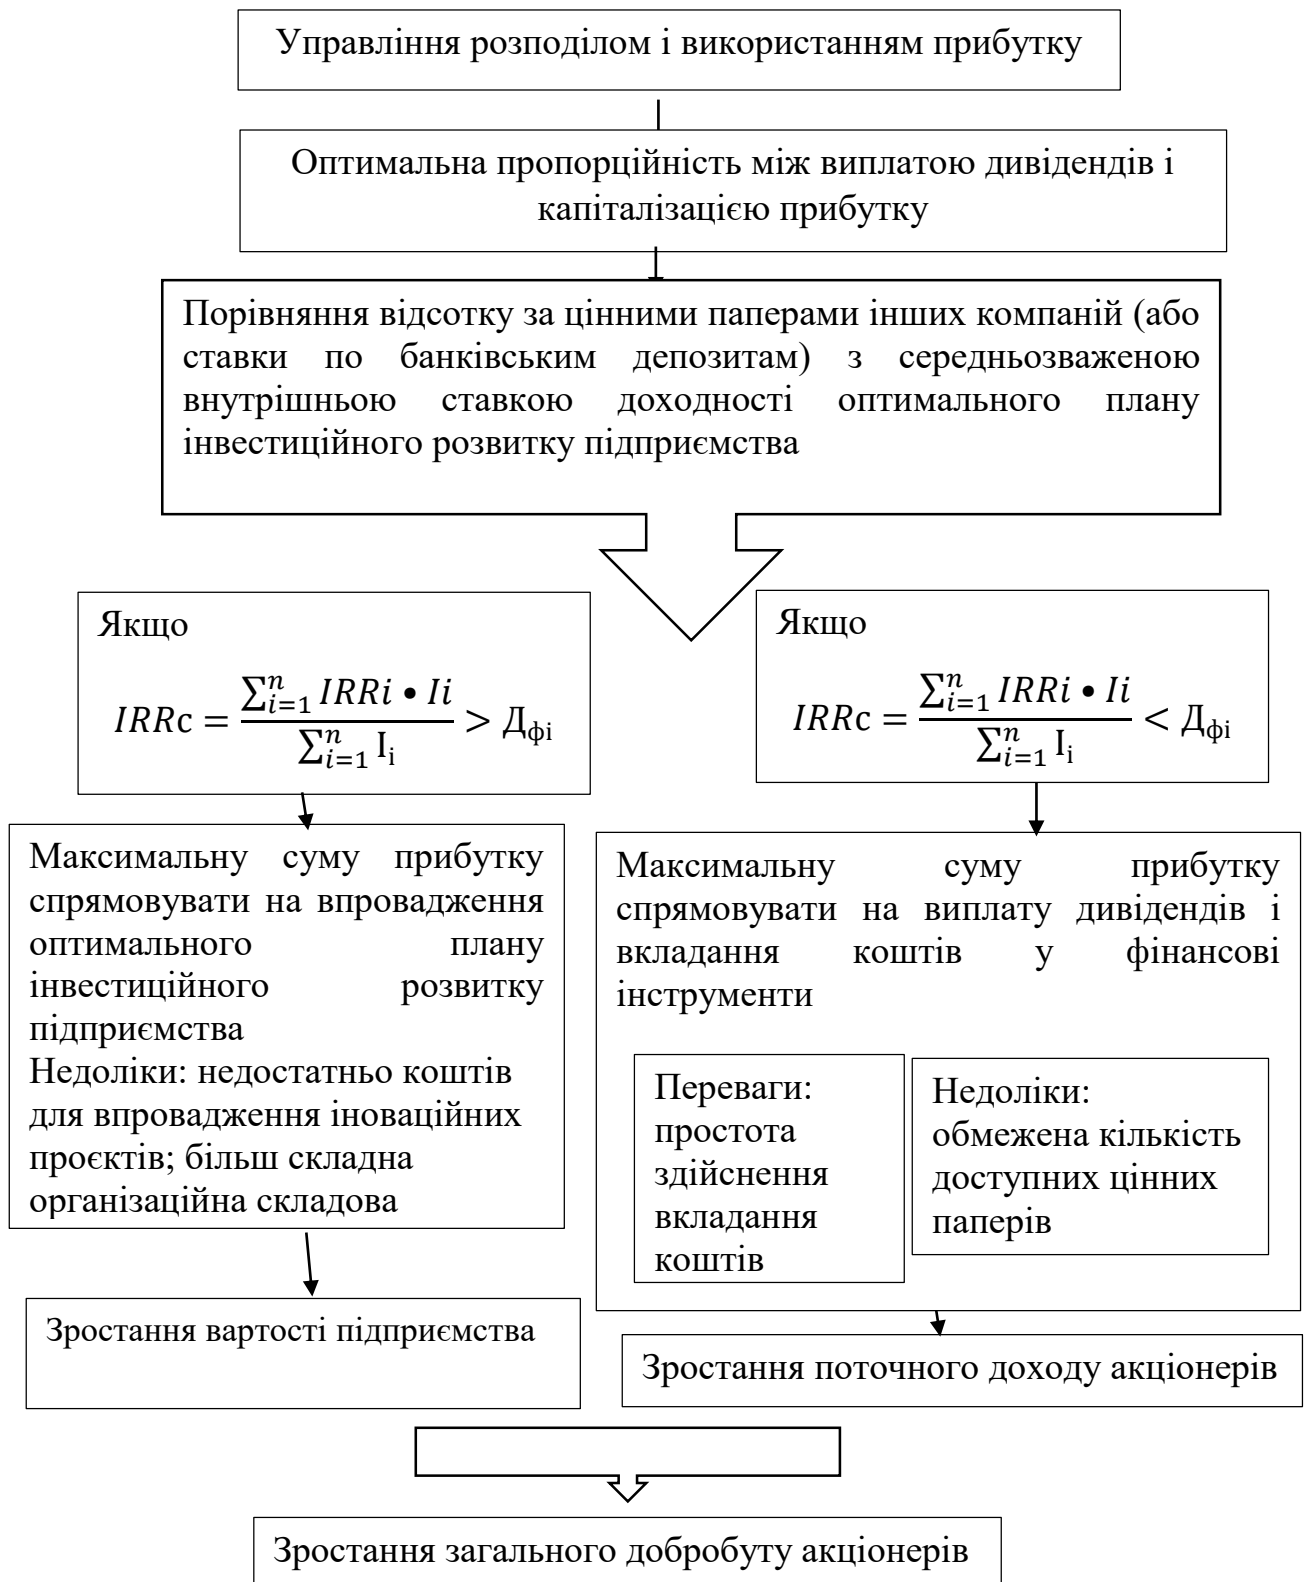 Управління розподілом і використанням прибутку
Оптимальна пропорційність між виплатою дивідендів і
капіталізацією прибутку
Порівняння відсотку за цінними паперами інших компаній (або
ставки по банківським депозитам) з середньозваженою
внутрішньою ставкою доходності оптимального плану
інвестиційного розвитку підприємства
Якщо
IRRc = ∑ⁿᵢ₌₁ IRRi • Ii / ∑ⁿᵢ₌₁ Iᵢ > Дфі
Якщо
IRRc = ∑ⁿᵢ₌₁ IRRi • Ii / ∑ⁿᵢ₌₁ Iᵢ < Дфі
Максимальну суму прибутку
спрямовувати на впровадження
оптимального плану
інвестиційного розвитку
підприємства
Недоліки: недостатньо коштів
для впровадження іноваційних
проєктів; більш складна
організаційна складова
Максимальну суму прибутку
спрямовувати на виплату дивідендів і
вкладання коштів у фінансові
інструменти
Переваги:
простота
здійснення
вкладання
коштів
Недоліки:
обмежена кількість
доступних цінних
паперів
Зростання вартості підприємства
Зростання поточного доходу акціонерів
Зростання загального добробуту акціонерів